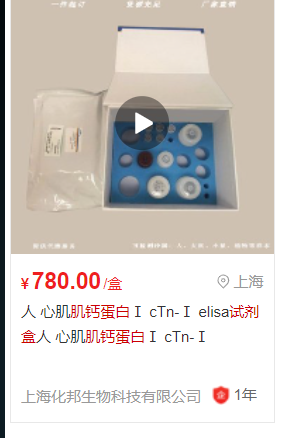 一件起订
货源充足
厂家直销
¥780.00/盒
上海
人 心肌肌钙蛋白Ⅰ cTn-Ⅰ elisa试剂
盒人 心肌肌钙蛋白Ⅰ cTn-Ⅰ
上海化邦生物科技有限公司
企
1年